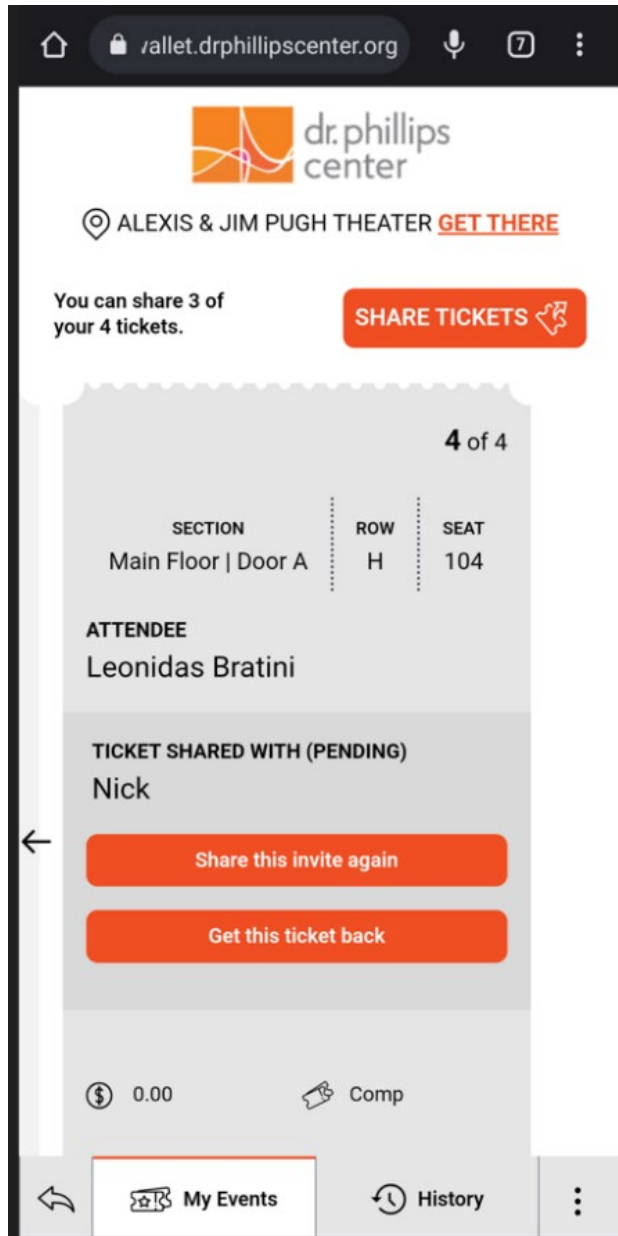 /allet.drphillipscenter.org 7
dr. phillips
center
ALEXIS & JIM PUGH THEATER GET THERE
You can share 3 of
your 4 tickets.
SHARE TICKETS
4 of 4
SECTION ROW SEAT
Main Floor | Door A H 104
ATTENDEE
Leonidas Bratini
TICKET SHARED WITH (PENDING)
Nick
Share this invite again
Get this ticket back
$ 0.00 Comp
My Events History